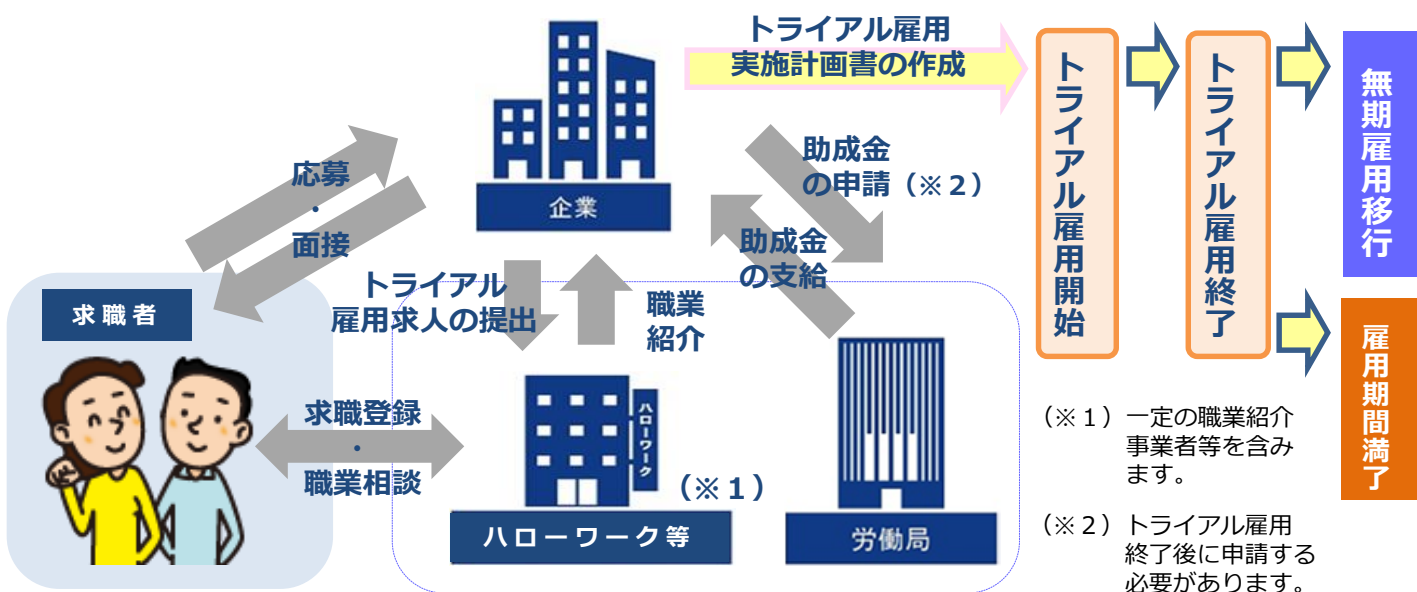 トライアル雇用
実施計画書の作成
トライアル雇用開始
トライアル雇用終了
無期雇用移行
雇用期間満了
企業
応募
・
面接
助成金
の申請（※２）
助成金
の支給
トライアル
雇用求人の提出
職業
紹介
求職者
求職登録
・
職業相談
ハローワーク
（※１）
ハローワーク等
労働局
（※１）一定の職業紹介
事業者等を含み
ます。
（※２）トライアル雇用
終了後に申請する
必要があります。